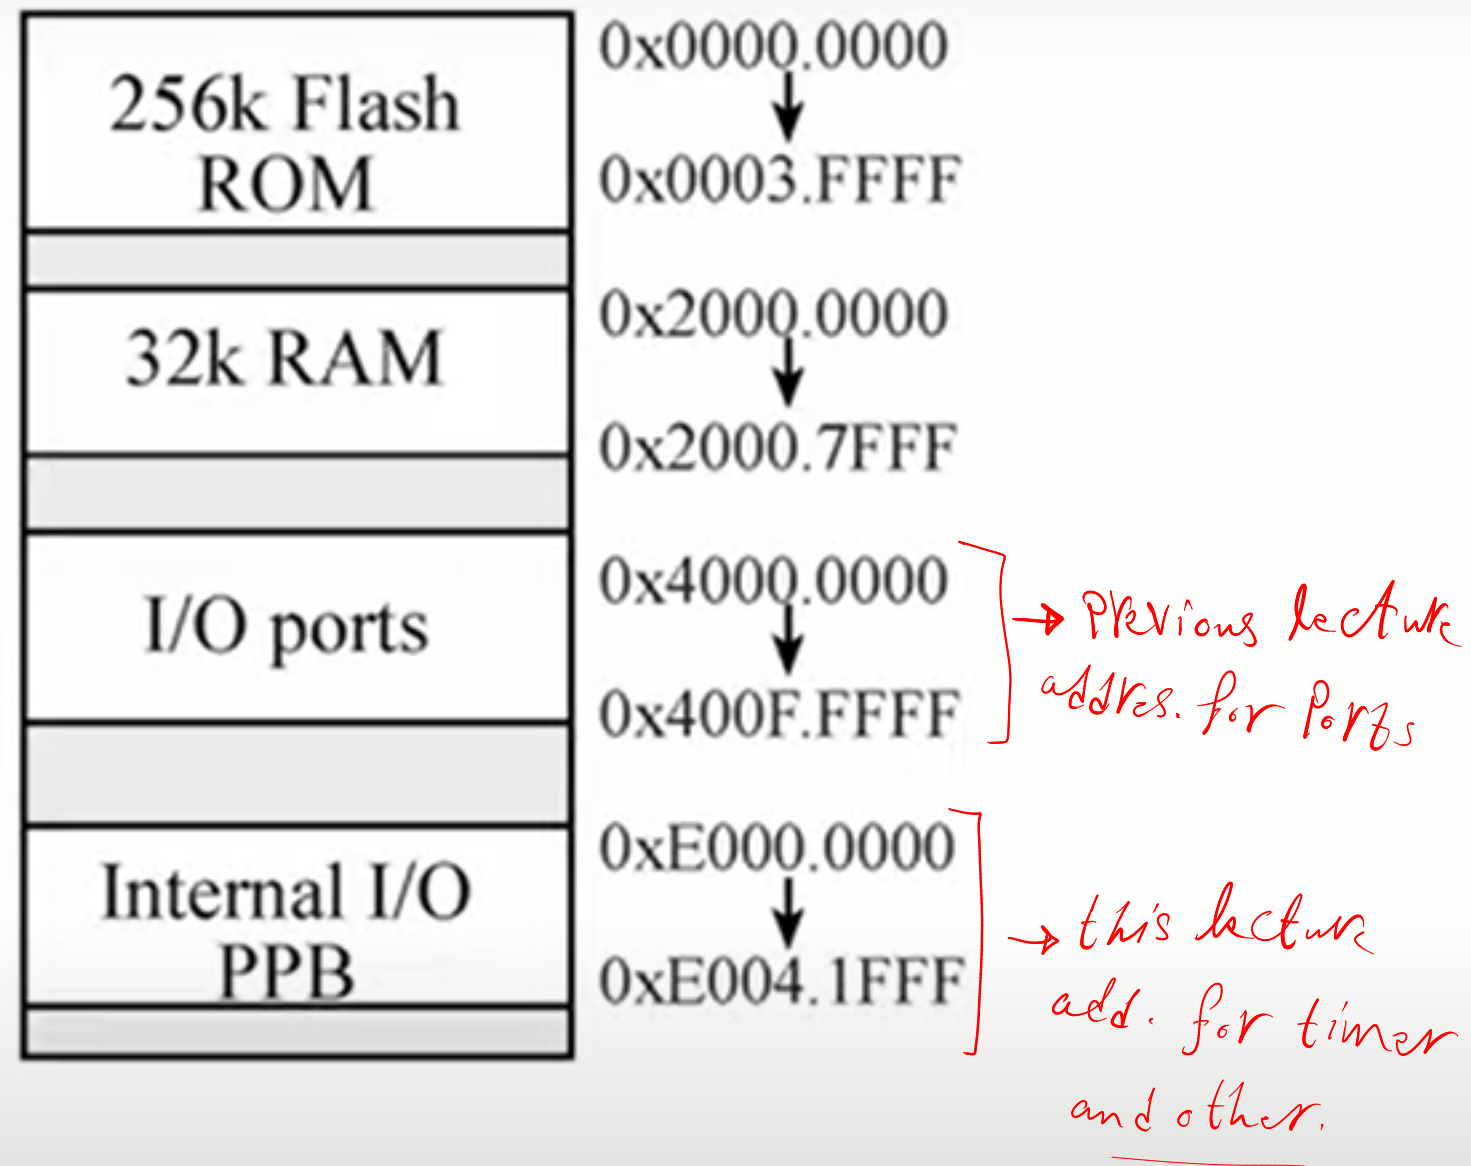 256k Flash
ROM
0x0000.0000
0x0003.FFFF
32k RAM
0x2000.0000
0x2000.7FFF
I/O ports
0x4000.0000
0x400F.FFFF
Previous lecture
addres. for Ports
Internal I/O
PPB
0xE000.0000
0xE004.1FFF
this lecture
add. for timer
and other.